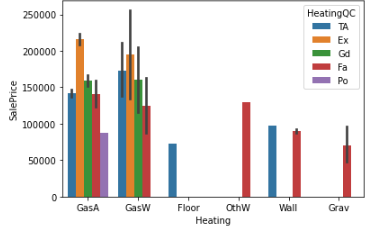 250000
200000
150000
100000
50000
0
SalePrice
HeatingQC
TA
Ex
Gd
Fa
Po
GasA GasW Floor OthW Wall Grav
Heating